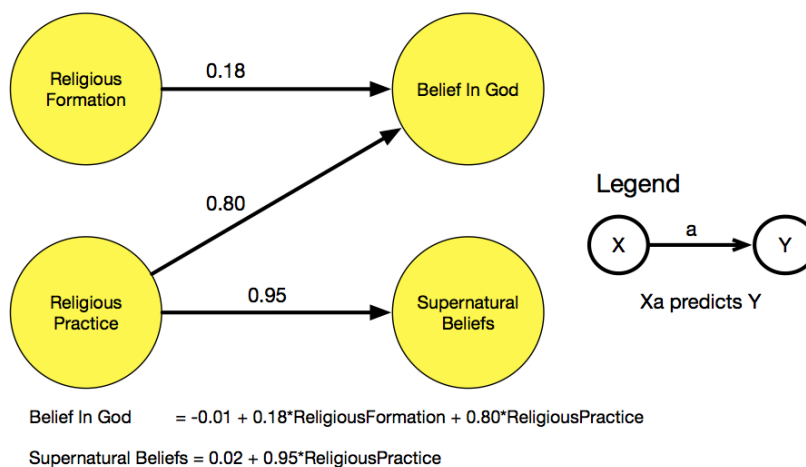 Religious
Formation
0.18
Belief In God
0.80
Religious
Practice
0.95
Supernatural
Beliefs
Legend
X
a
Y
Xa predicts Y
Belief In God = -0.01 + 0.18*ReligiousFormation + 0.80*ReligiousPractice
Supernatural Beliefs = 0.02 + 0.95*ReligiousPractice